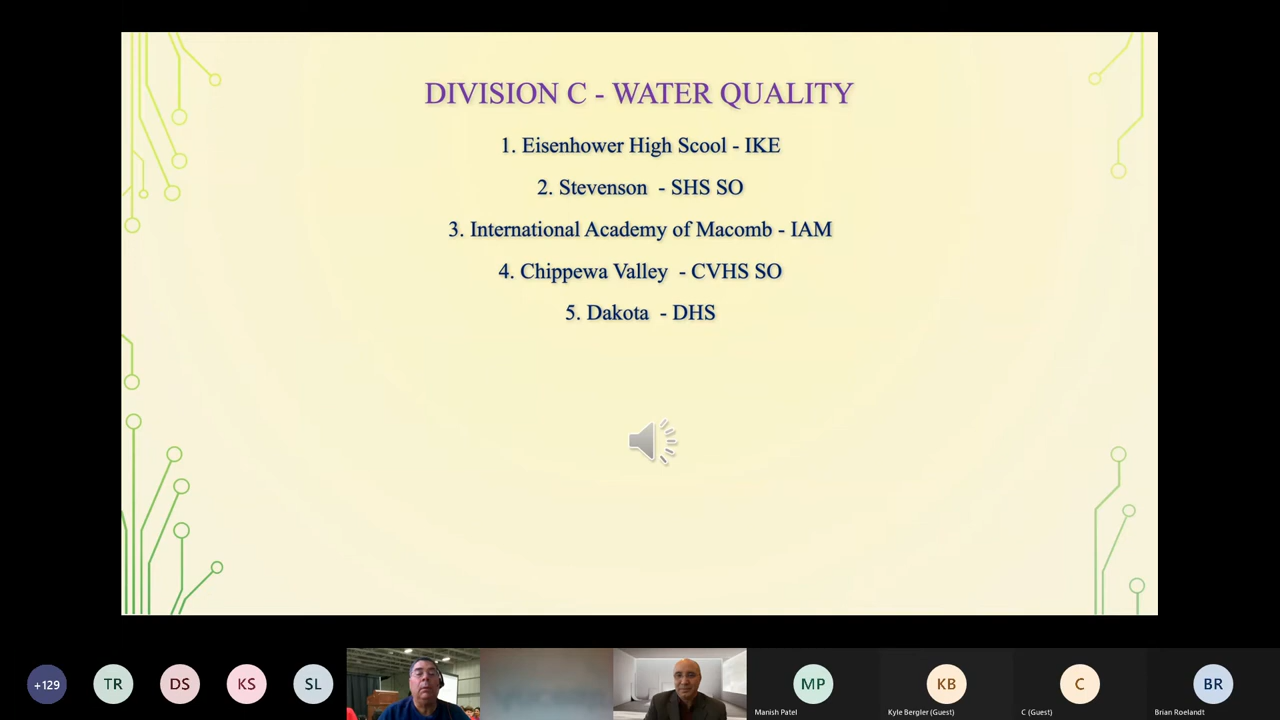 DIVISION C - WATER QUALITY
1. Eisenhower High Scool - IKE
2. Stevenson - SHS SO
3. International Academy of Macomb - IAM
4. Chippewa Valley - CVHS SO
5. Dakota - DHS
+129 TR DS KS SL MP KB C BR
Manish Patel Kyle Bergler (Guest) C (Guest) Brian Roelandt